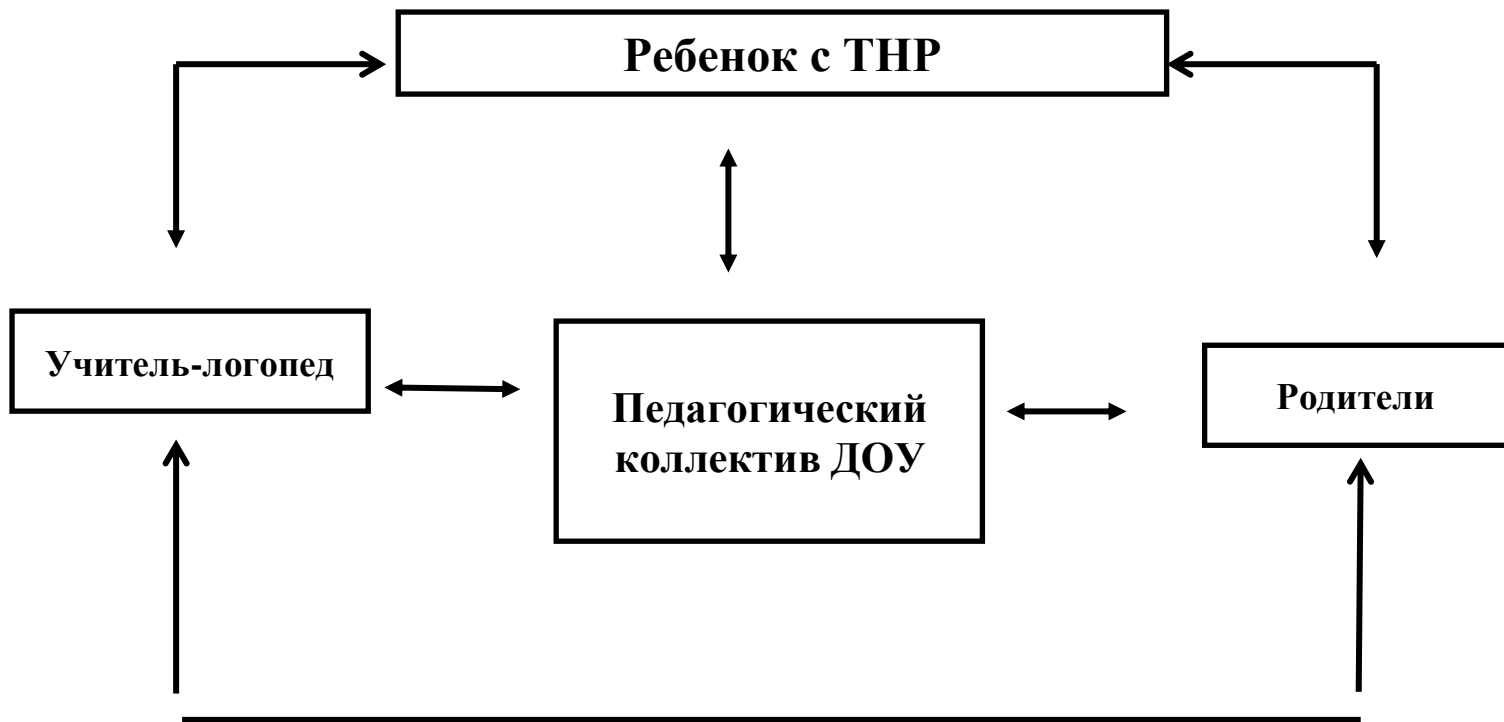 Ребенок с ТНР
Учитель-логопед
Педагогический
коллектив ДОУ
Родители